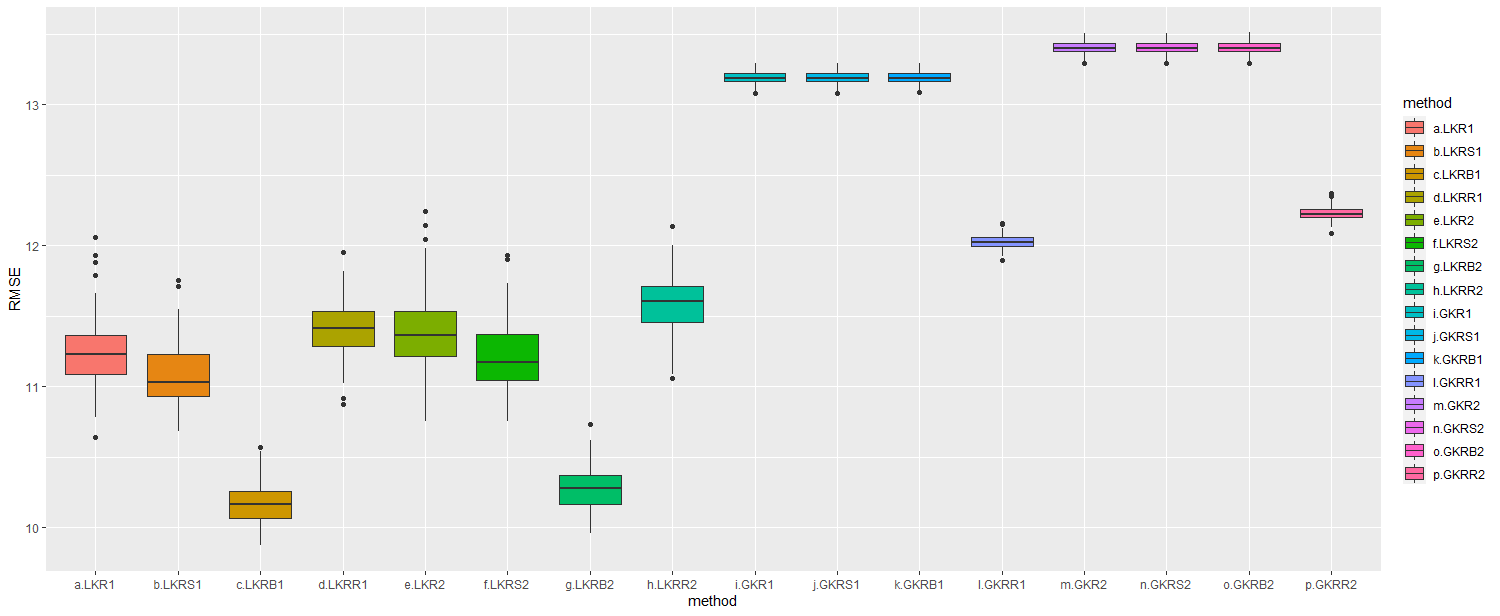 RMSE
13
12
11
10
a.LKR1 b.LKRS1 c.LKRB1 d.LKRR1 e.LKR2 f.LKRS2 g.LKRB2 h.LKRR2 i.GKR1 j.GKRS1 k.GKRB1 l.GKRR1 m.GKR2 n.GKRS2 o.GKRB2 p.GKRR2
method
method
a.LKR1
b.LKRS1
c.LKRB1
d.LKRR1
e.LKR2
f.LKRS2
g.LKRB2
h.LKRR2
i.GKR1
j.GKRS1
k.GKRB1
l.GKRR1
m.GKR2
n.GKRS2
o.GKRB2
p.GKRR2